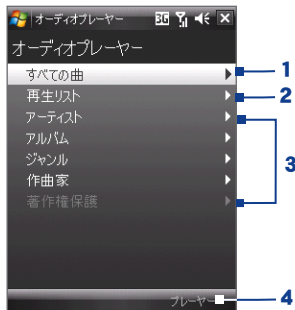 オーディオプレーヤー 3G
オーディオプレーヤー
すべての曲 1
再生リスト 2
アーティスト
アルバム
ジャンル 3
作曲家
著作権保護
プレーヤー 4